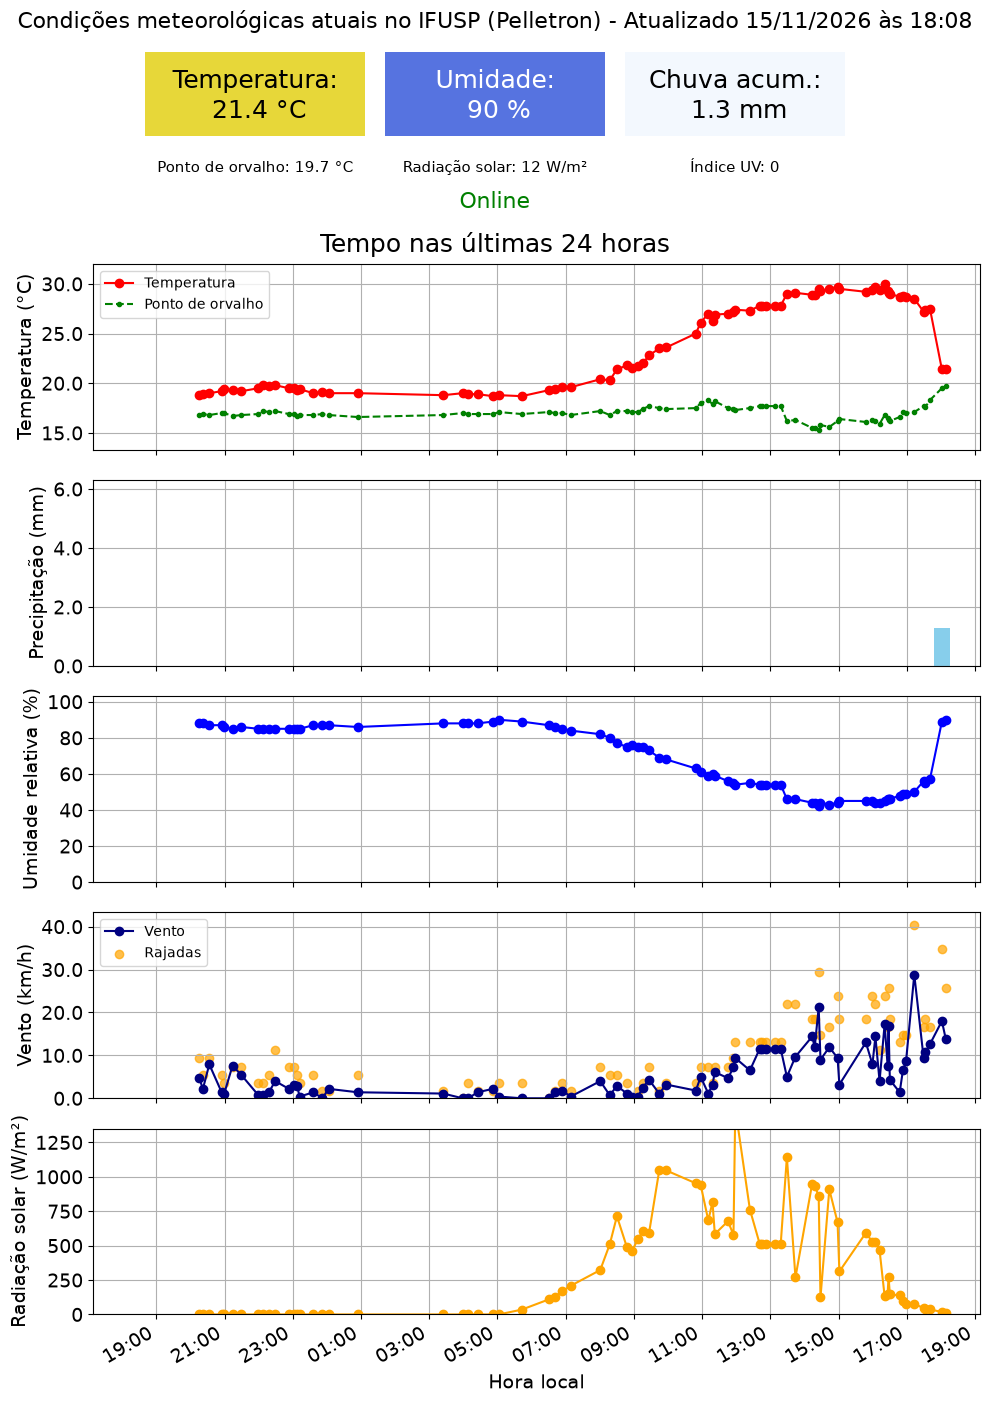 Condições meteorológicas atuais no IFUSP (Pelletron) - Atualizado 15/11/2026 às 18:08
Temperatura:
21.4 °C
Umidade:
90 %
Chuva acum.:
1.3 mm
Ponto de orvalho: 19.7 °C
Radiação solar: 12 W/m²
Índice UV: 0
Online
Tempo nas últimas 24 horas
Temperatura (°C)
30.0
25.0
20.0
15.0
Temperatura
Ponto de orvalho
Precipitação (mm)
6.0
4.0
2.0
0.0
Umidade relativa (%)
100
80
60
40
20
0
Vento (km/h)
40.0
30.0
20.0
10.0
0.0
Vento
Rajadas
Radiação solar (W/m²)
1250
1000
750
500
250
0
19:00
21:00
23:00
01:00
03:00
05:00
07:00
09:00
11:00
13:00
15:00
17:00
19:00
Hora local